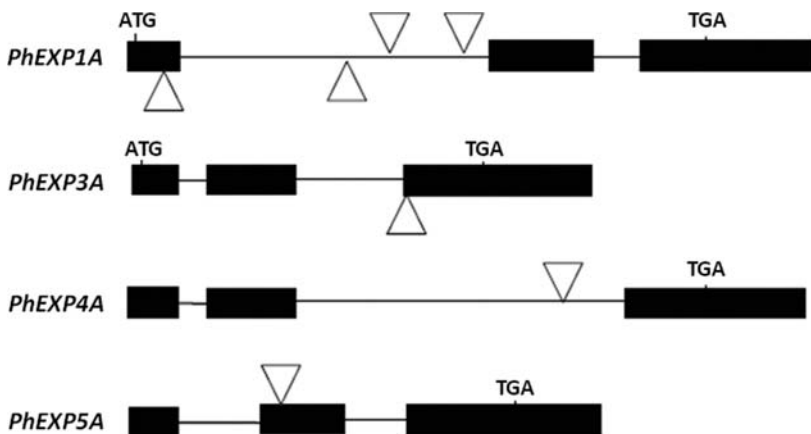 ATG TGA
PhEXP1A
ATG TGA
PhEXP3A
TGA
PhEXP4A
TGA
PhEXP5A